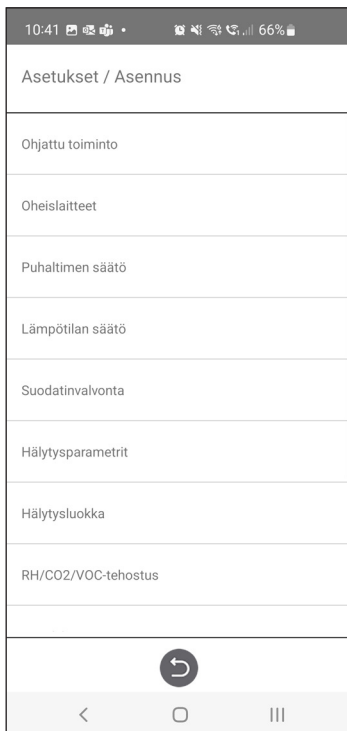 10:41 66%
Asetukset / Asennus
Ohjattu toiminto
Oheislaitteet
Puhaltimen säätö
Lämpötilan säätö
Suodatinvalvonta
Hälytysparametrit
Hälytysluokka
RH/CO2/VOC-tehostus